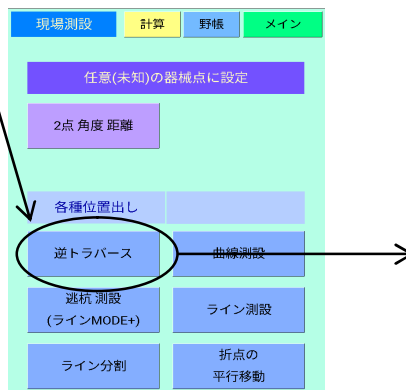 現場測設 計算 野帳 メイン
任意(未知)の器械点に設定
2点 角度 距離
各種位置出し
逆トラバース 曲線測設
逃杭 測設
(ラインMODE+)
ライン測設
ライン分割
折点の
平行移動